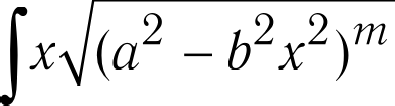 ∫x√(a² − b²x²)ᵐ